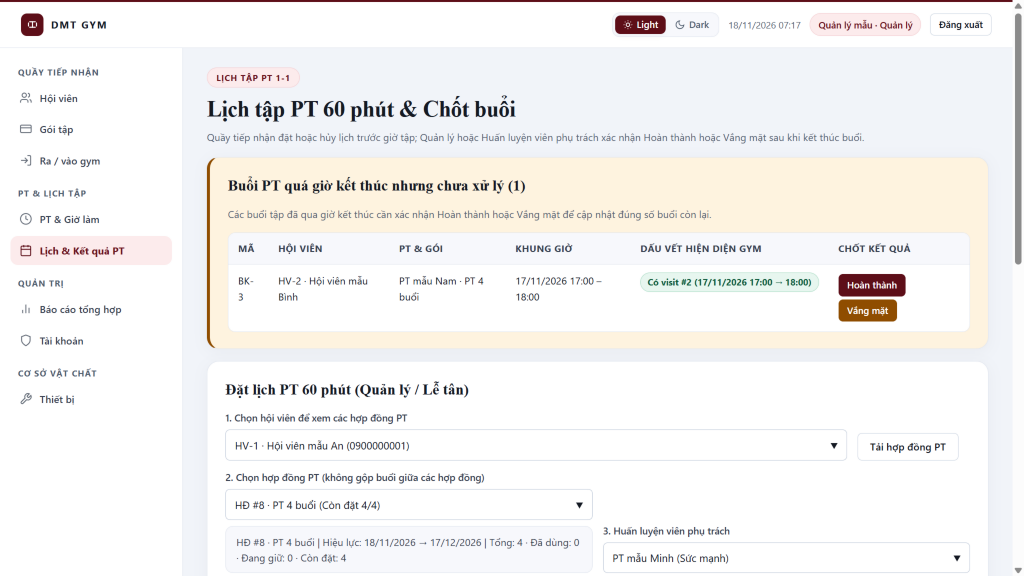 DMT GYM
Light
Dark
18/11/2026 07:17
Quản lý mẫu · Quản lý
Đăng xuất
QUẦY TIẾP NHẬN
Hội viên
Gói tập
Ra / vào gym
PT & LỊCH TẬP
PT & Giờ làm
Lịch & Kết quả PT
QUẢN TRỊ
Báo cáo tổng hợp
Tài khoản
CƠ SỞ VẬT CHẤT
Thiết bị
LỊCH TẬP PT 1-1
Lịch tập PT 60 phút & Chốt buổi
Quầy tiếp nhận đặt hoặc hủy lịch trước giờ tập; Quản lý hoặc Huấn luyện viên phụ trách xác nhận Hoàn thành hoặc Vắng mặt sau khi kết thúc buổi.
Buổi PT quá giờ kết thúc nhưng chưa xử lý (1)
Các buổi tập đã qua giờ kết thúc cần xác nhận Hoàn thành hoặc Vắng mặt để cập nhật đúng số buổi còn lại.
MÃ HỘI VIÊN PT & GÓI KHUNG GIỜ DẤU VẾT HIỆN DIỆN GYM CHỐT KẾT QUẢ
BK-3
HV-2 · Hội viên mẫu Bình
PT mẫu Nam · PT 4 buổi
17/11/2026 17:00 – 18:00
Có visit #2 (17/11/2026 17:00 → 18:00)
Hoàn thành
Vắng mặt
Đặt lịch PT 60 phút (Quản lý / Lễ tân)
1. Chọn hội viên để xem các hợp đồng PT
HV-1 · Hội viên mẫu An (0900000001)
Tải hợp đồng PT
2. Chọn hợp đồng PT (không gộp buổi giữa các hợp đồng)
HĐ #8 · PT 4 buổi (Còn đặt 4/4)
HĐ #8 · PT 4 buổi | Hiệu lực: 18/11/2026 → 17/12/2026 | Tổng: 4 · Đã dùng: 0
· Đang giữ: 0 · Còn đặt: 4
3. Huấn luyện viên phụ trách
PT mẫu Minh (Sức mạnh)